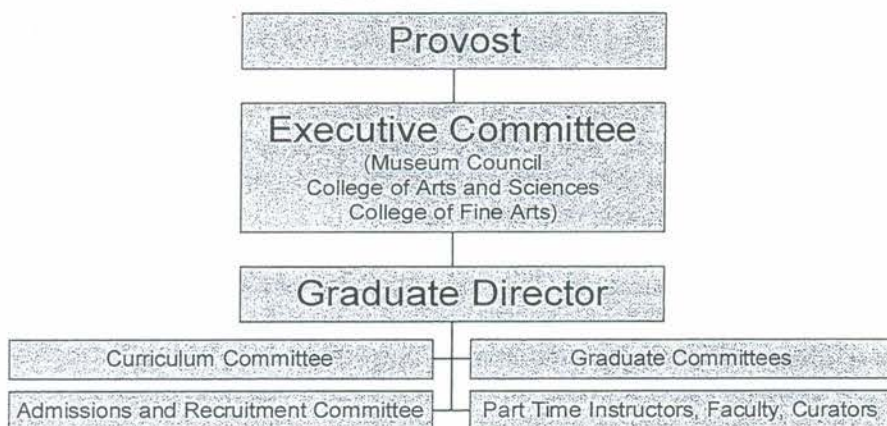 Provost
Executive Committee
(Museum Council
College of Arts and Sciences
College of Fine Arts)
Graduate Director
Curriculum Committee
Graduate Committees
Admissions and Recruitment Committee
Part Time Instructors, Faculty, Curators